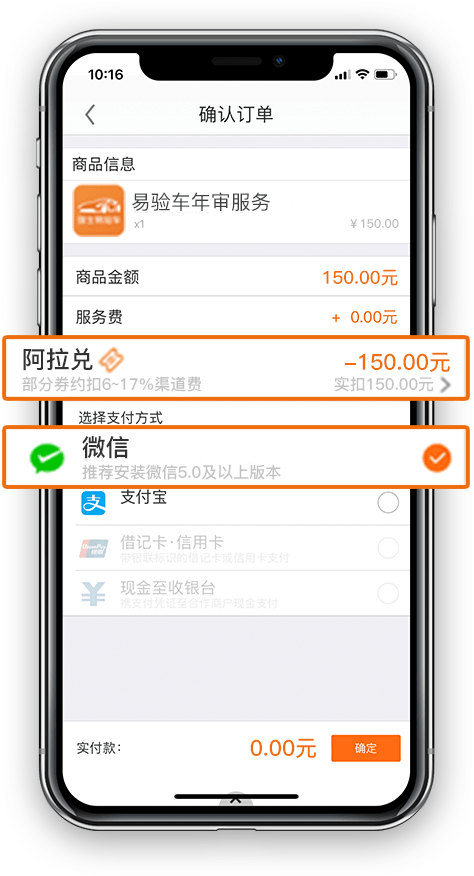 10:16
确认订单
商品信息
易验车年审服务
x1 ¥150.00
商品金额 150.00元
服务费 + 0.00元
阿拉兑 -150.00元
部分券约扣6~17%渠道费 实扣150.00元
选择支付方式
微信
推荐安装微信5.0及以上版本
支付宝
借记卡·信用卡
带银联标识的借记卡或信用卡支付
现金至收银台
携支付凭证至合作商户现金支付
实付款: 0.00元 确定